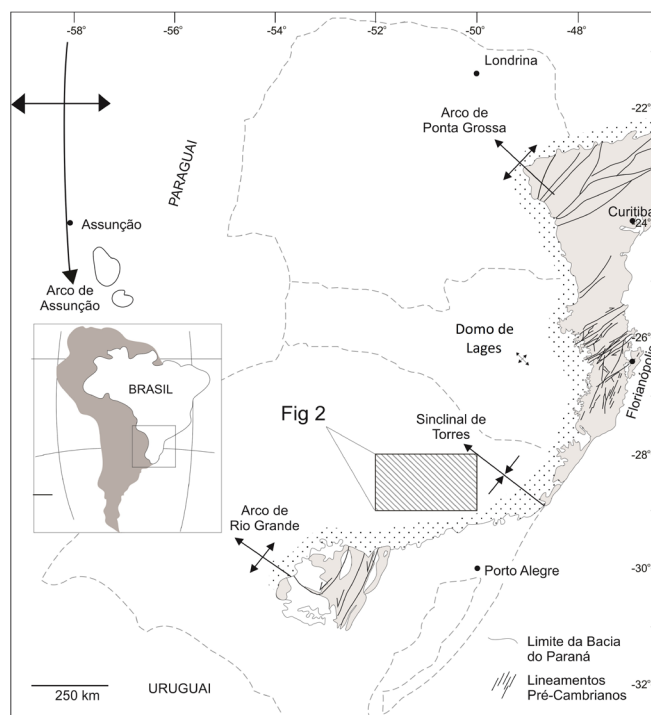 -58°
-56°
-54°
-52°
-50°
-48°
-46°
Londrina
-22°
Arco de
Ponta Grossa
PARAGUAI
Curitiba
-24°
Assunção
Arco de
Assunção
-26°
Domo de
Lages
Florianópolis
BRASIL
Fig 2
Sinclinal de
Torres
-28°
Arco de
Rio Grande
-30°
Porto Alegre
Limite da Bacia
do Paraná
Lineamentos
Pré-Cambrianos
250 km
URUGUAI
-32°